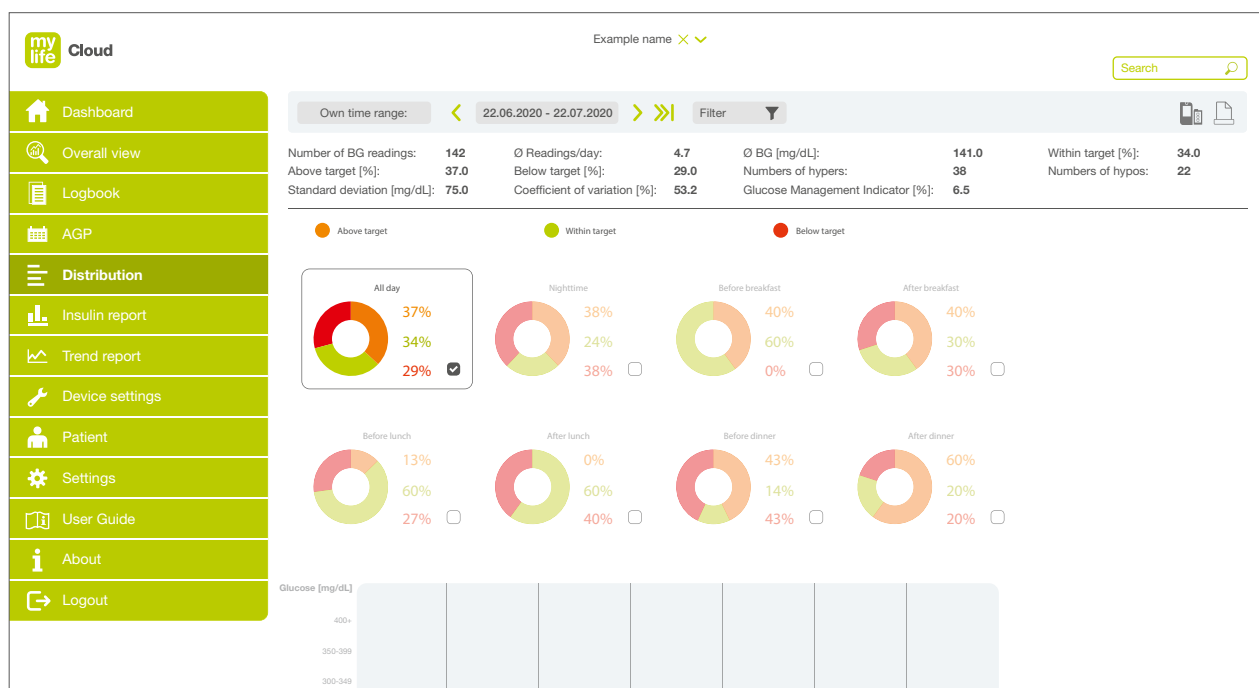 my
life
Cloud
Example name
Search
Dashboard
Overall view
Logbook
AGP
Distribution
Insulin report
Trend report
Device settings
Patient
Settings
User Guide
About
Logout
Own time range: 22.06.2020 - 22.07.2020 Filter
Number of BG readings: 142 Ø Readings/day: 4.7 Ø BG [mg/dL]: 141.0 Within target [%]: 34.0
Above target [%]: 37.0 Below target [%]: 29.0 Numbers of hypers: 38 Numbers of hypos: 22
Standard deviation [mg/dL]: 75.0 Coefficient of variation [%]: 53.2 Glucose Management Indicator [%]: 6.5
Above target Within target Below target
All day
37%
34%
29%
Nighttime
38%
24%
38%
Before breakfast
40%
60%
0%
After breakfast
40%
30%
30%
Before lunch
13%
60%
27%
After lunch
0%
60%
40%
Before dinner
43%
14%
43%
After dinner
60%
20%
20%
Glucose [mg/dL]
400+
350-399
300-349